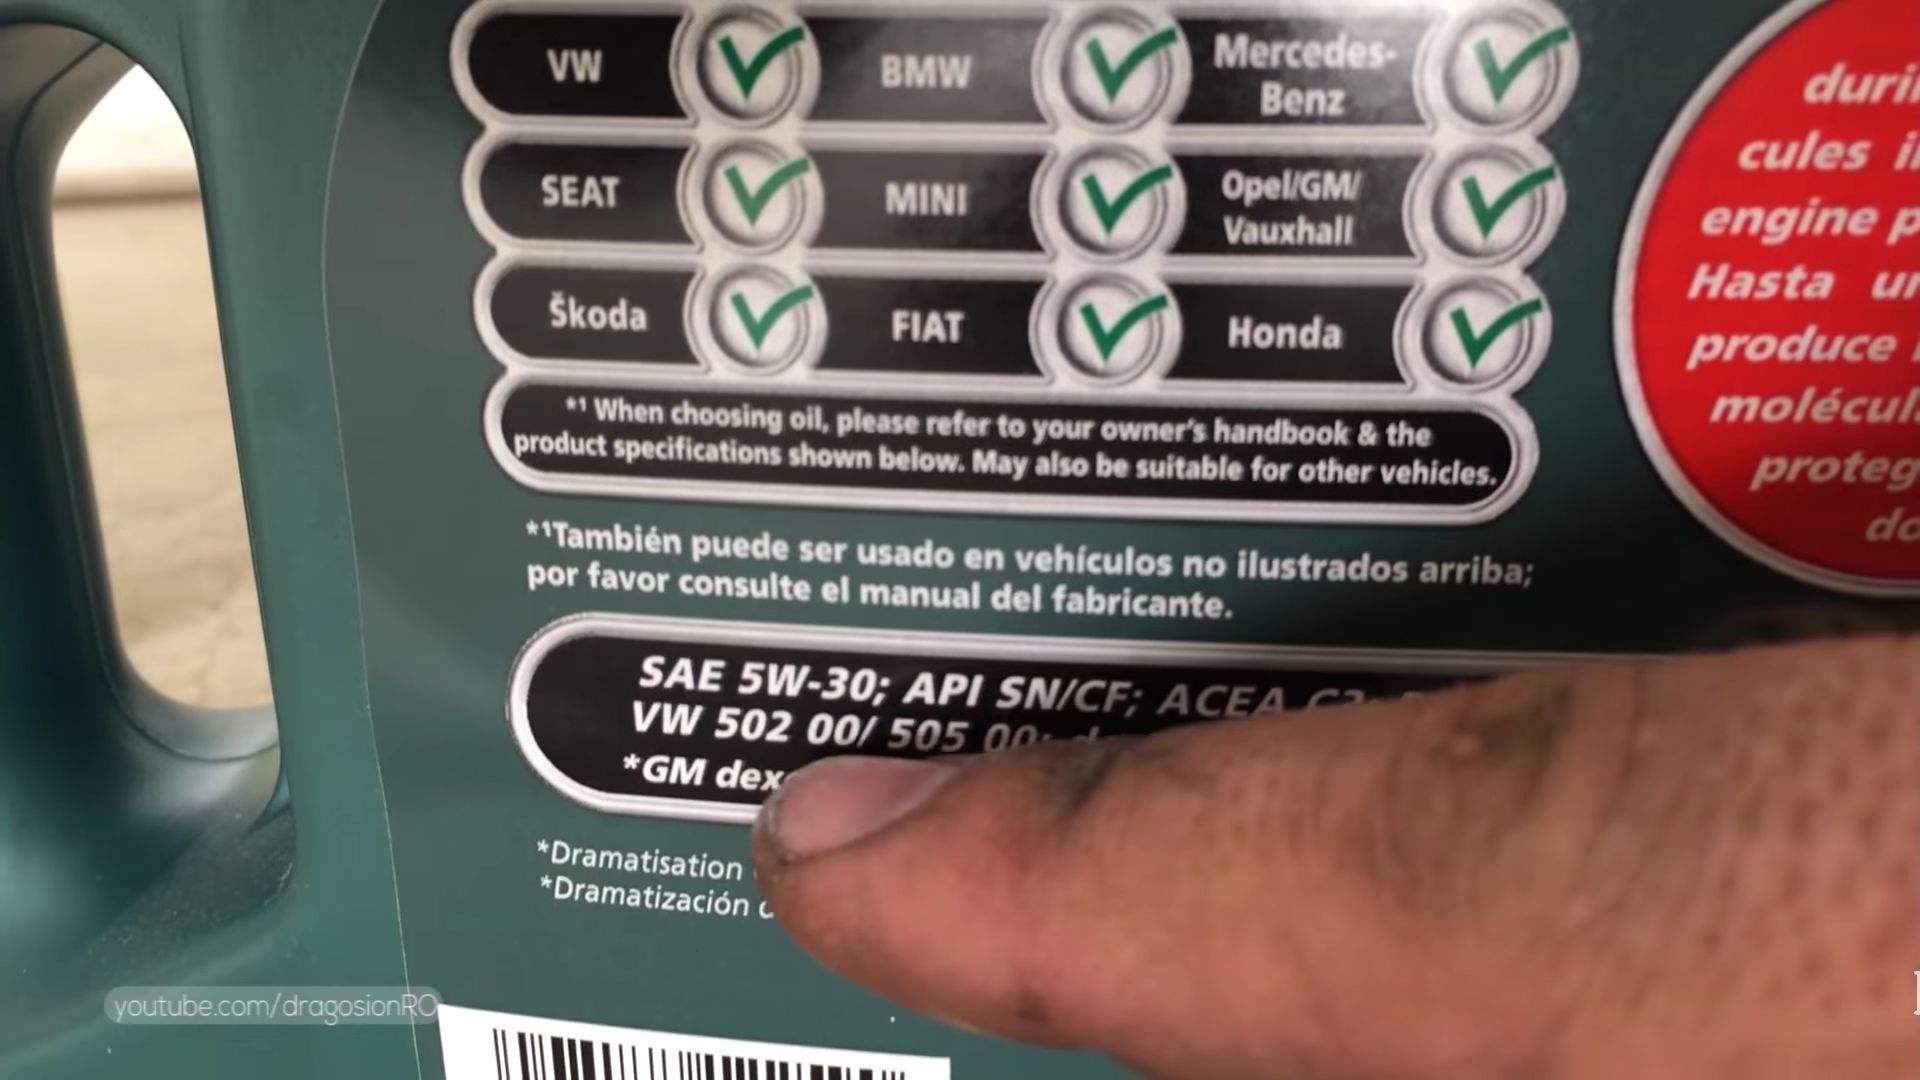 VW BMW Mercedes-
Benz
SEAT MINI Opel/GM/
Vauxhall
Škoda FIAT Honda
*¹ When choosing oil, please refer to your owner's handbook & the
product specifications shown below. May also be suitable for other vehicles.
*¹También puede ser usado en vehículos no ilustrados arriba;
por favor consulte el manual del fabricante.
SAE 5W-30; API SN/CF; ACEA
VW 502 00/ 505 00;
*GM
*Dramatisation
*Dramatización
cules
engine
Hasta
produce
youtube.com/dragosionRO